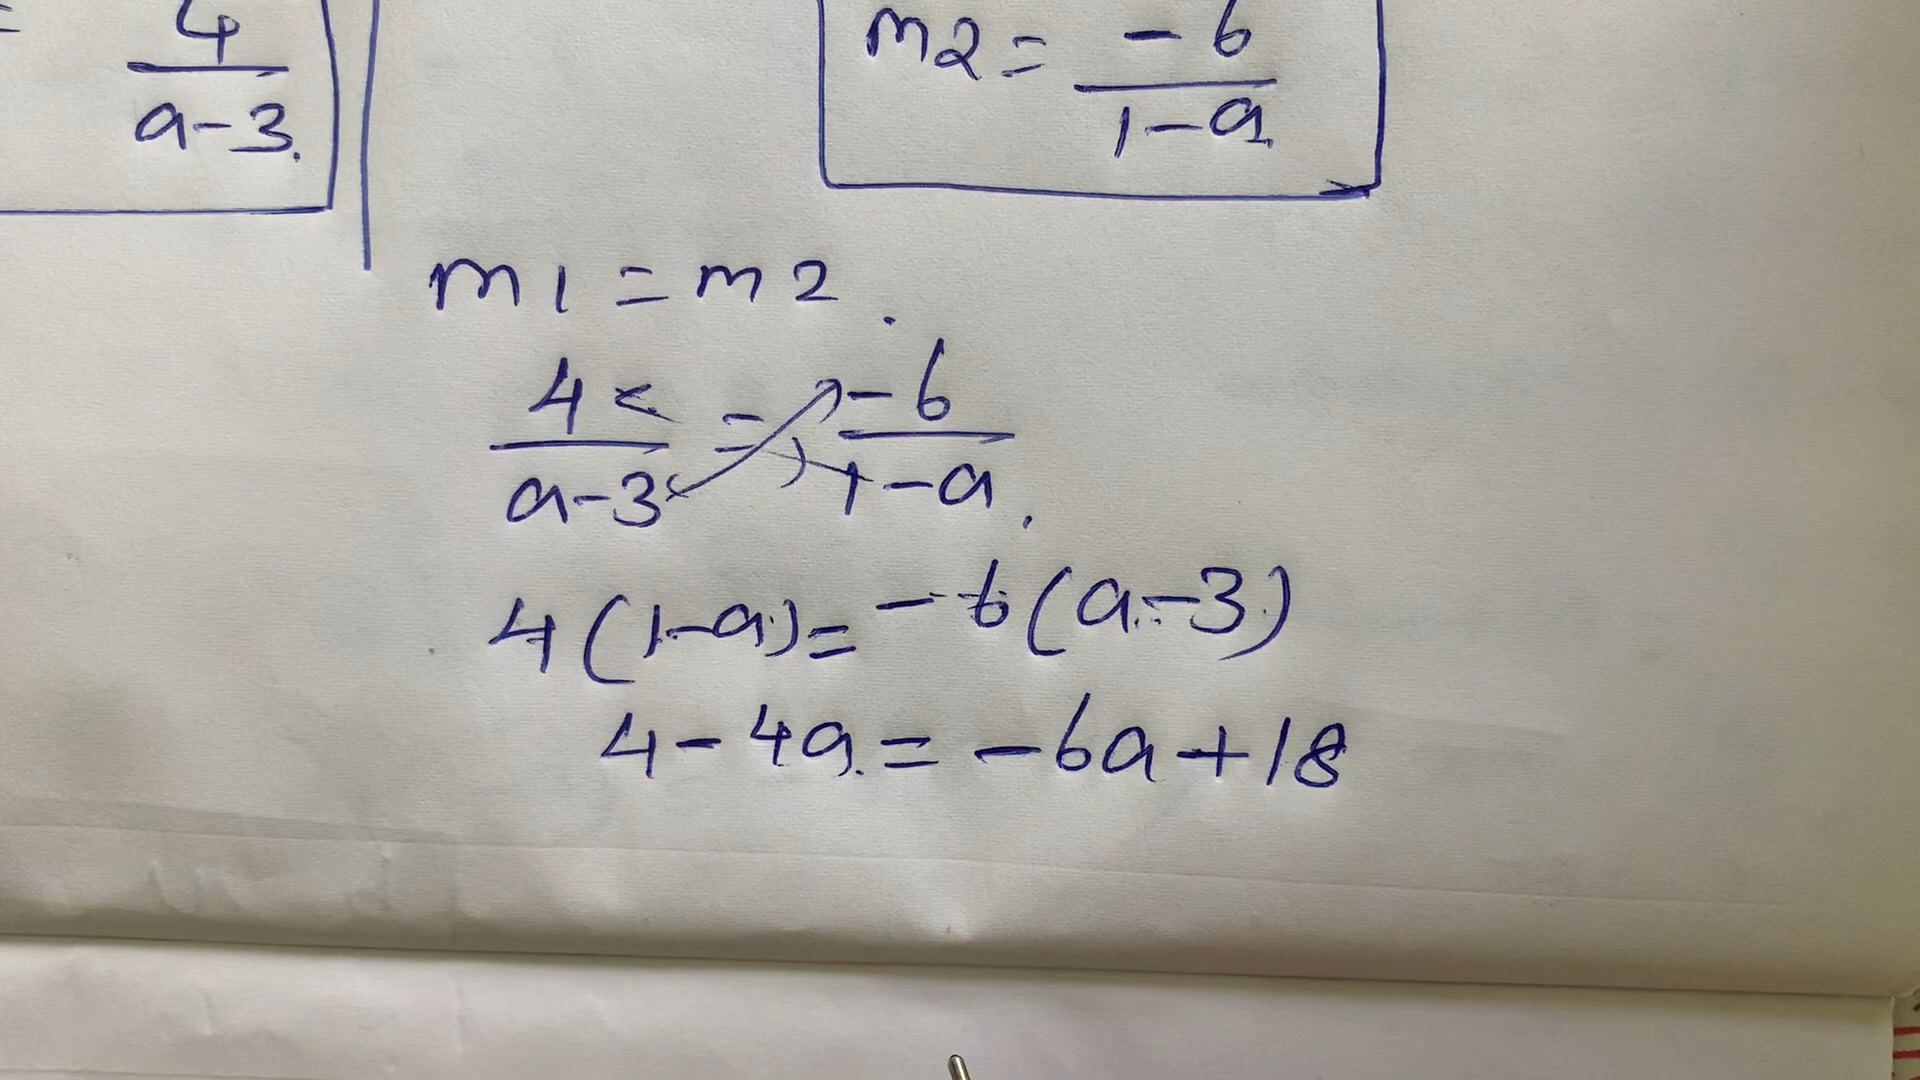 = 4/a-3.
m2 = -6/1-a
m1 = m2.
4/a-3 = -6/1-a.
4(1-a) = -6(a-3)
4-4a = -6a+18